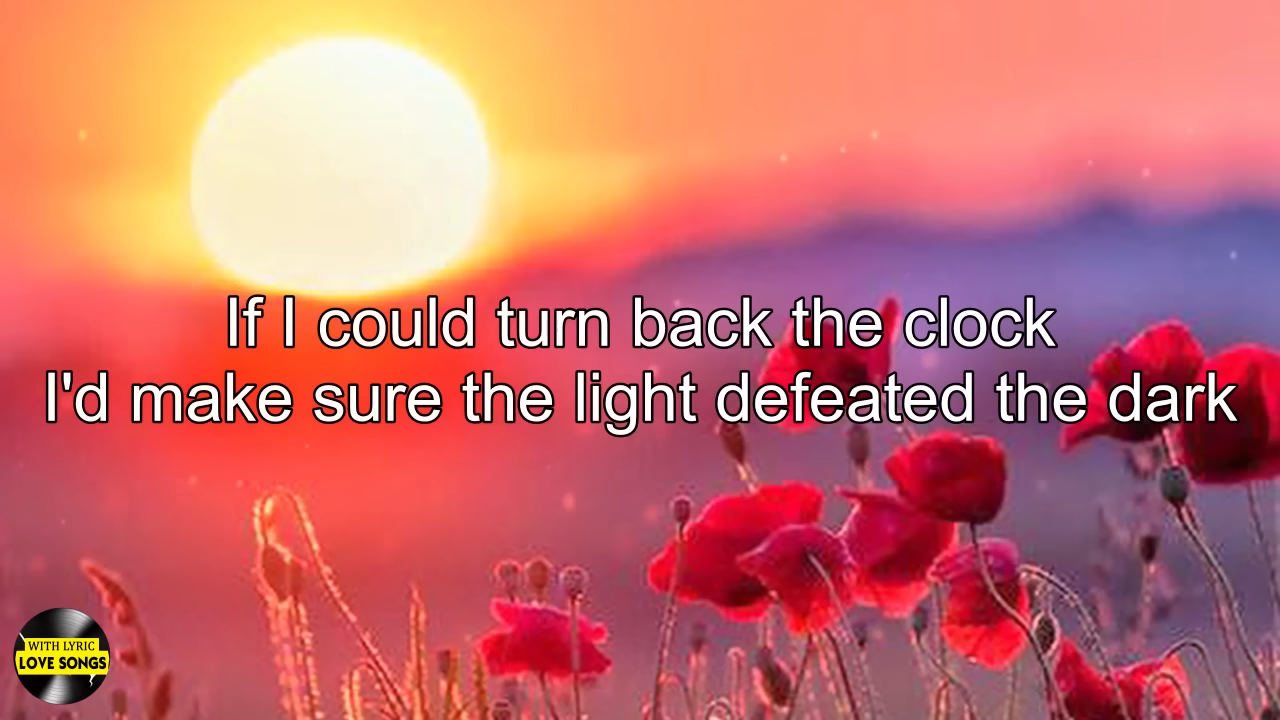 If I could turn back the clock
I'd make sure the light defeated the dark
WITH LYRIC
LOVE SONGS